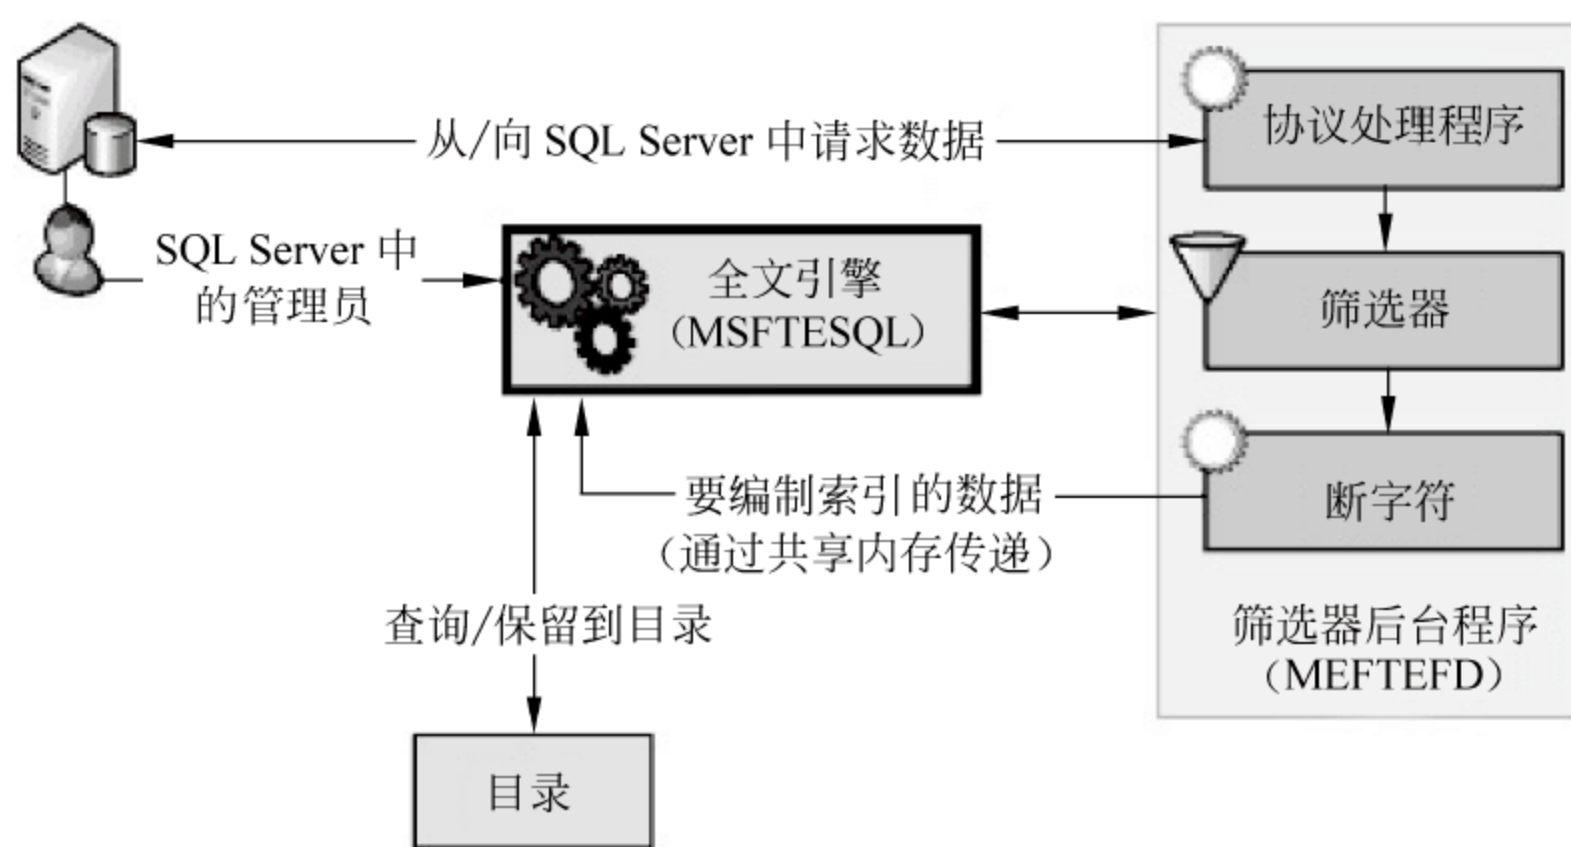 从/向 SQL Server 中请求数据
协议处理程序
SQL Server 中
的管理员
全文引擎
（MSFTESQL）
筛选器
要编制索引的数据
（通过共享内存传递）
断字符
查询/保留到目录
筛选器后台程序
（MEFTEFD）
目录